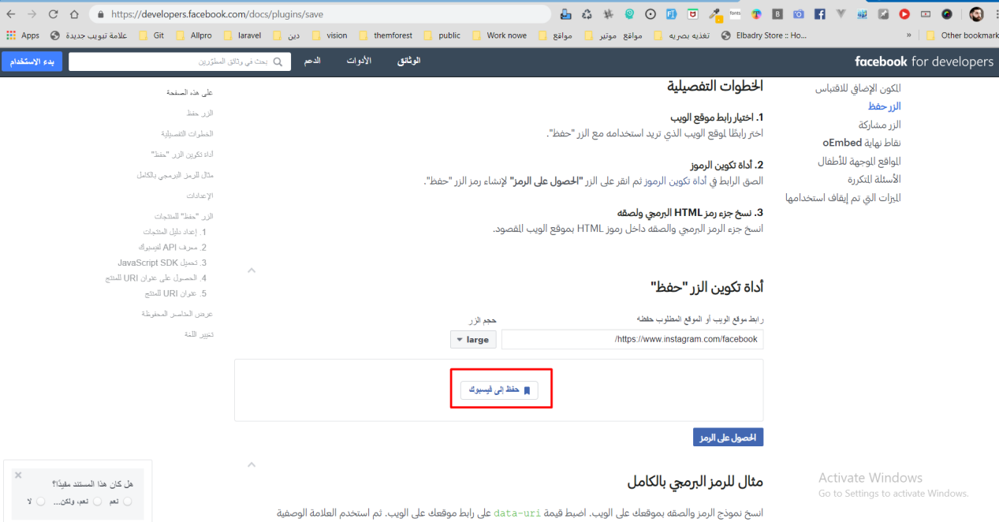 https://developers.facebook.com/docs/plugins/save
Apps
علامة تبويب جديدة
Git
Allpro
laravel
دين
vision
themforest
public
Work nowe
مواقع
مواقع موتير
تغذيه بصريه
Elbadry Store :: Ho...
»
Other bookmark
facebook for developers
الوثائق
الأدوات
الدعم
بحث في وثائق المطوّرين
بدء الاستخدام
المكون الإضافي للاقتباس
الزر حفظ
الزر مشاركة
نقاط نهاية oEmbed
المواقع الموجهة للأطفال
الأسئلة المتكررة
الميزات التي تم إيقاف استخدامها
الخطوات التفصيلية
1. اختيار رابط موقع الويب
اختر رابطًا لموقع الويب الذي تريد استخدامه مع الزر "حفظ".
2. أداة تكوين الرموز
الصق الرابط في أداة تكوين الرموز ثم انقر على الزر "الحصول على الرمز" لإنشاء رمز الزر "حفظ".
3. نسخ جزء رمز HTML البرمجي ولصقه
انسخ جزء الرمز البرمجي والصقه داخل رموز HTML بموقع الويب المقصود.
أداة تكوين الزر "حفظ"
رابط موقع الويب أو الموقع المطلوب حفظه
حجم الزر
https://www.instagram.com/facebook/
large
حفظ إلى فيسبوك
الحصول على الرمز
مثال للرمز البرمجي بالكامل
انسخ نموذج الرمز والصقه بموقعك على الويب. اضبط قيمة data-uri على رابط موقعك على الويب. ثم استخدم العلامة الوصفية
على هذه الصفحة
الزر حفظ
الخطوات التفصيلية
أداة تكوين الزر "حفظ"
مثال للرمز البرمجي بالكامل
الإعدادات
الزر "حفظ" للمنتجات
1. إعداد دليل المنتجات
2. معرف API لفيسبوك
3. تحميل JavaScript SDK
4. الحصول على عنوان URI للمنتج
5. عنوان URI للمنتج
عرض العناصر المحفوظة
تغيير اللغة
هل كان هذا المستند مفيدًا؟
نعم
نعم، ولكن...
لا
Activate Windows
Go to Settings to activate Windows.